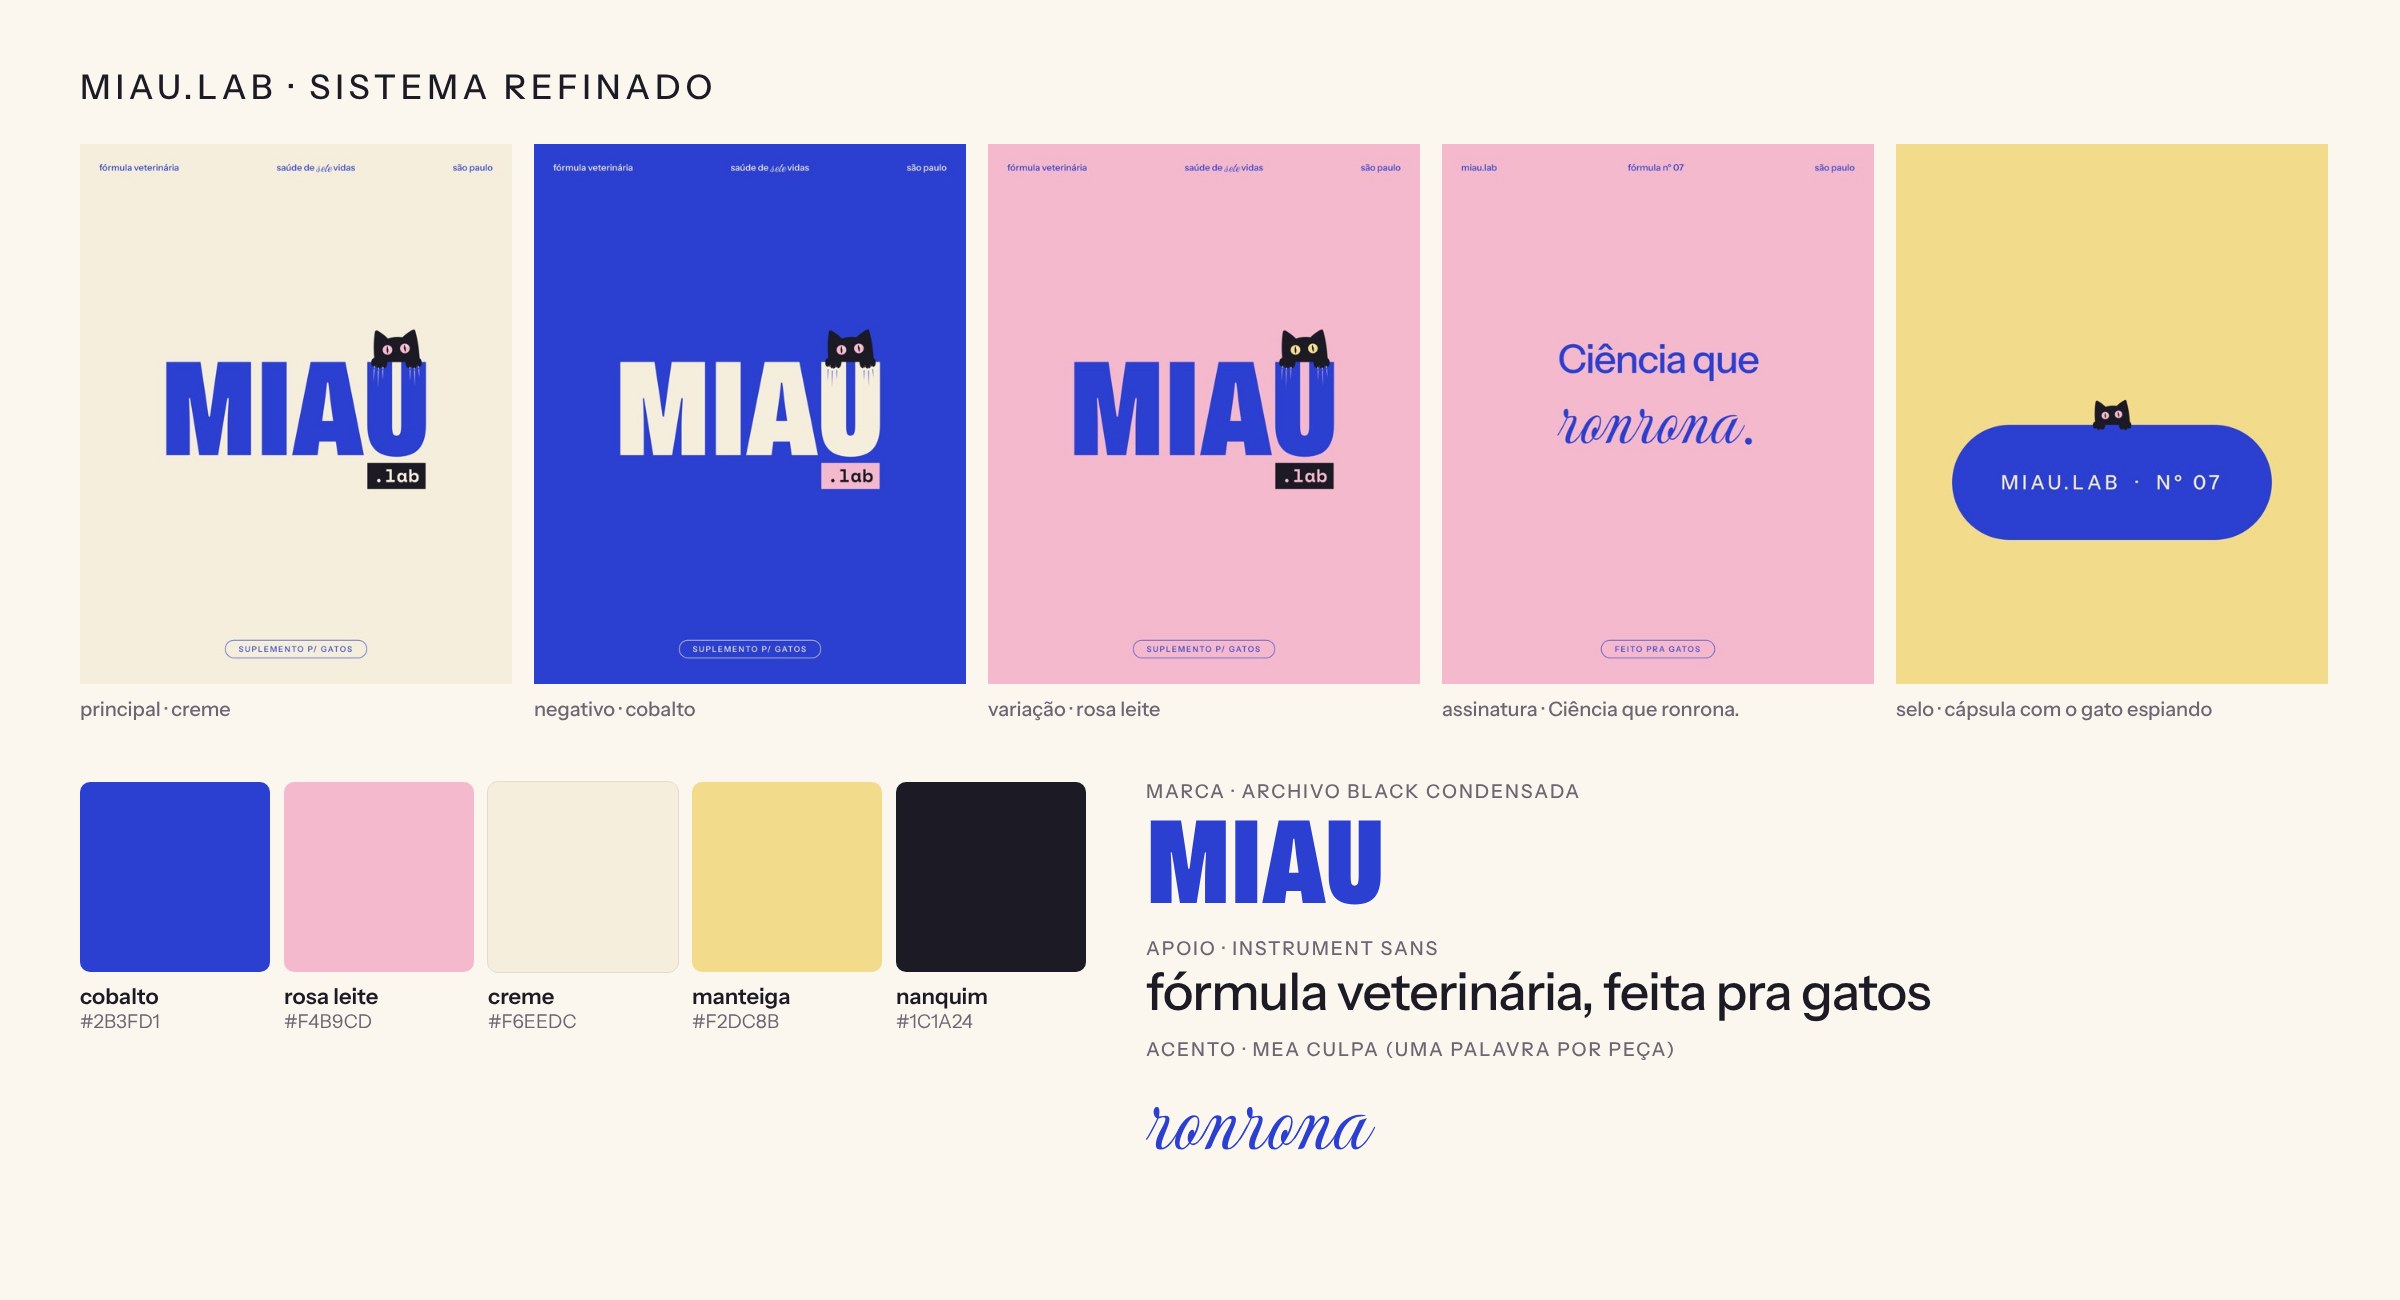 MIAU.LAB · SISTEMA REFINADO
fórmula veterinária saúde de sete vidas são paulo
MIAU
.lab
SUPLEMENTO P/ GATOS
principal · creme
fórmula veterinária saúde de sete vidas são paulo
MIAU
.lab
SUPLEMENTO P/ GATOS
negativo · cobalto
fórmula veterinária saúde de sete vidas são paulo
MIAU
.lab
SUPLEMENTO P/ GATOS
variação · rosa leite
miau.lab fórmula nº 07 são paulo
Ciência que
ronrona.
FEITO PRA GATOS
assinatura · Ciência que ronrona.
MIAU.LAB · N° 07
selo · cápsula com o gato espiando
cobalto
#2B3FD1
rosa leite
#F4B9CD
creme
#F6EEDC
manteiga
#F2DC8B
nanquim
#1C1A24
MARCA · ARCHIVO BLACK CONDENSADA
MIAU
APOIO · INSTRUMENT SANS
fórmula veterinária, feita pra gatos
ACENTO · MEA CULPA (UMA PALAVRA POR PEÇA)
ronrona